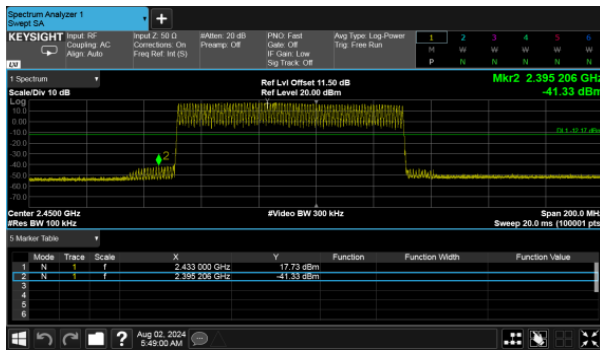 Spectrum Analyzer 1
Swept SA
+
KEYSIGHT
Input: RF
Coupling: AC
Align: Auto
Input Z: 50 Ω
Corrections: On
Freq Ref: Int (S)
#Atten: 20 dB
Preamp: Off
PNO: Fast
Gate: Off
IF Gain: Low
Sig Track: Off
Avg Type: Log-Power
Trig: Free Run
1 2 3 4 5 6
M W W W W W
P N N N N N
LXI
1 Spectrum
Scale/Div 10 dB
Ref Lvl Offset 11.50 dB
Ref Level 20.00 dBm
Mkr2 2.395 206 GHz
-41.33 dBm
Log
10.0
0.00
-10.0
DL1 -12.17 dBm
-20.0
-30.0
-40.0
2
-50.0
-60.0
-70.0
Center 2.4500 GHz
#Res BW 100 kHz
#Video BW 300 kHz
Span 200.0 MHz
Sweep 20.0 ms (100001 pts)
5 Marker Table
Mode Trace Scale X Y Function Function Width Function Value
1 N 1 f 2.433 000 GHz 17.73 dBm
2 N 1 f 2.395 206 GHz -41.33 dBm
3
4
5
6
?
Aug 02, 2024
5:49:00 AM